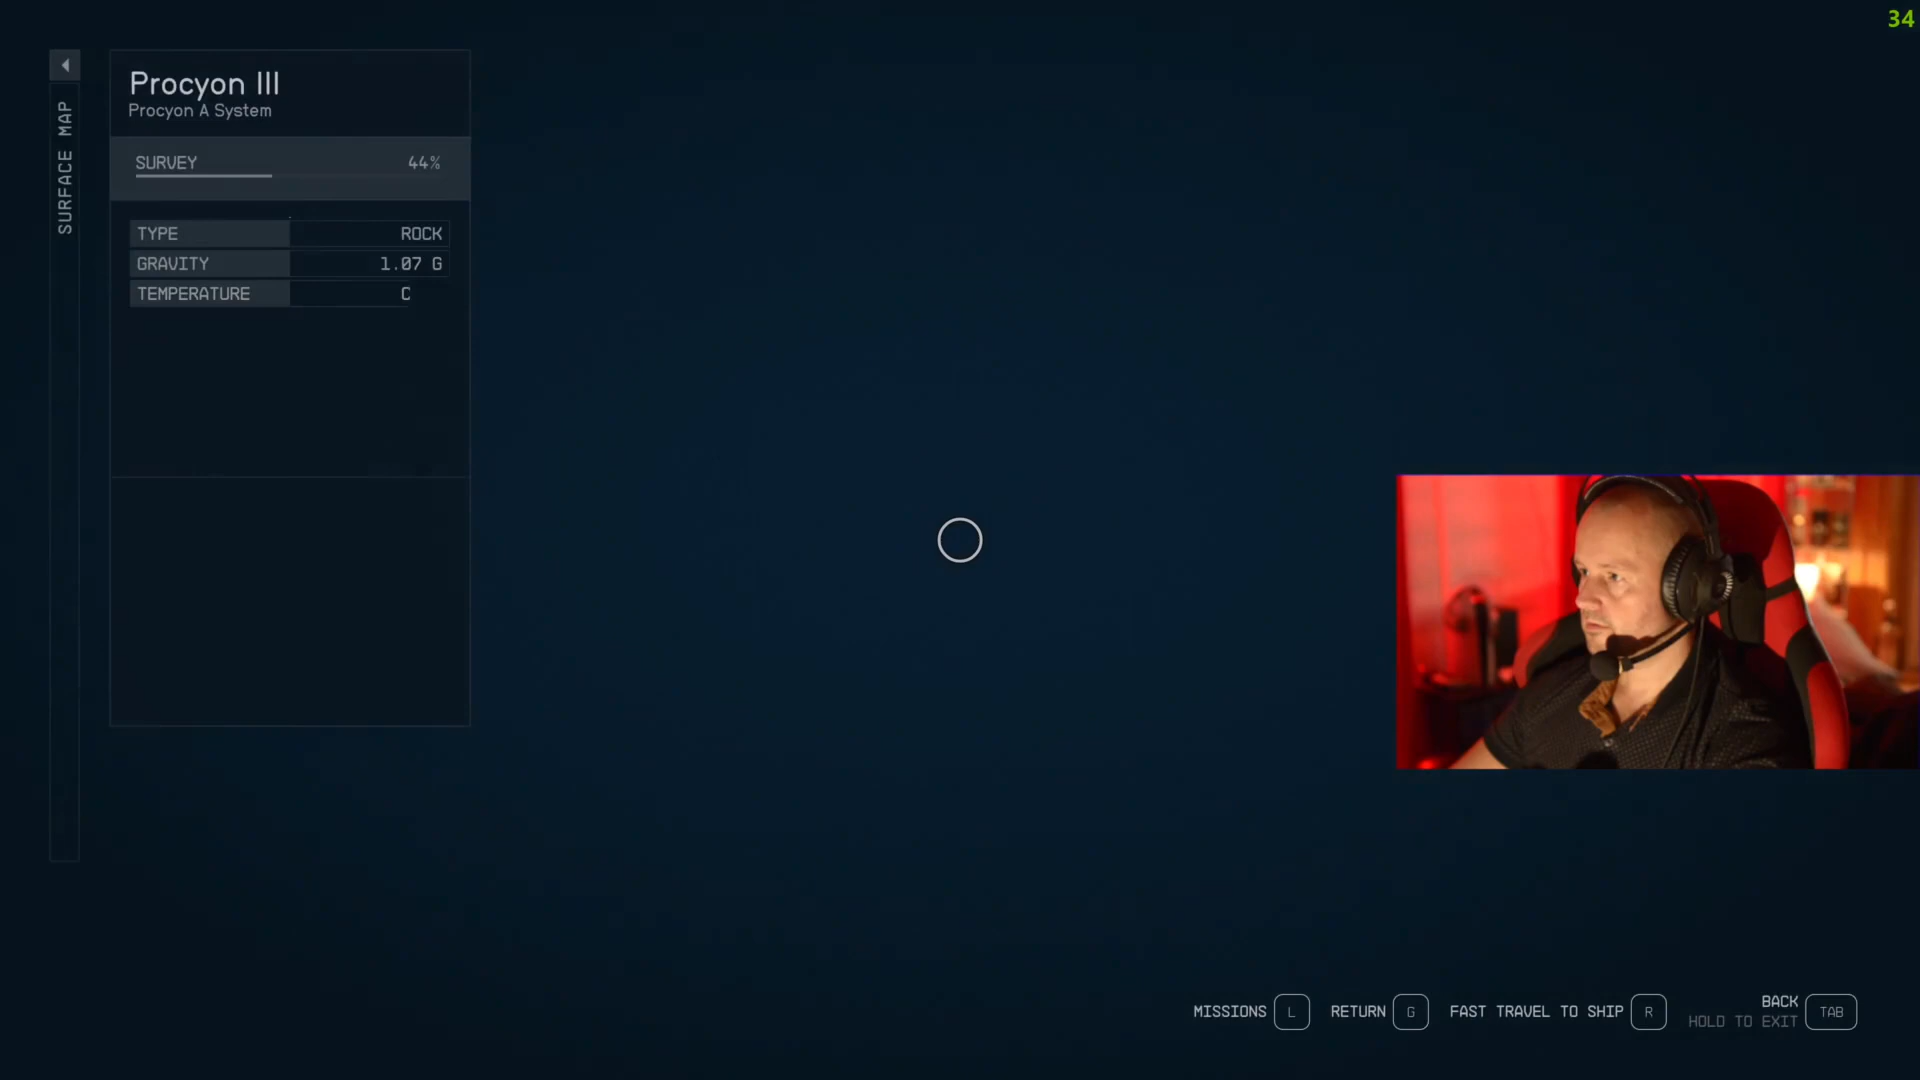 34
SURFACE MAP
Procyon III
Procyon A System
SURVEY 44%
TYPE ROCK
GRAVITY 1.07 G
TEMPERATURE C
MISSIONS L RETURN G FAST TRAVEL TO SHIP R BACK TAB
HOLD TO EXIT